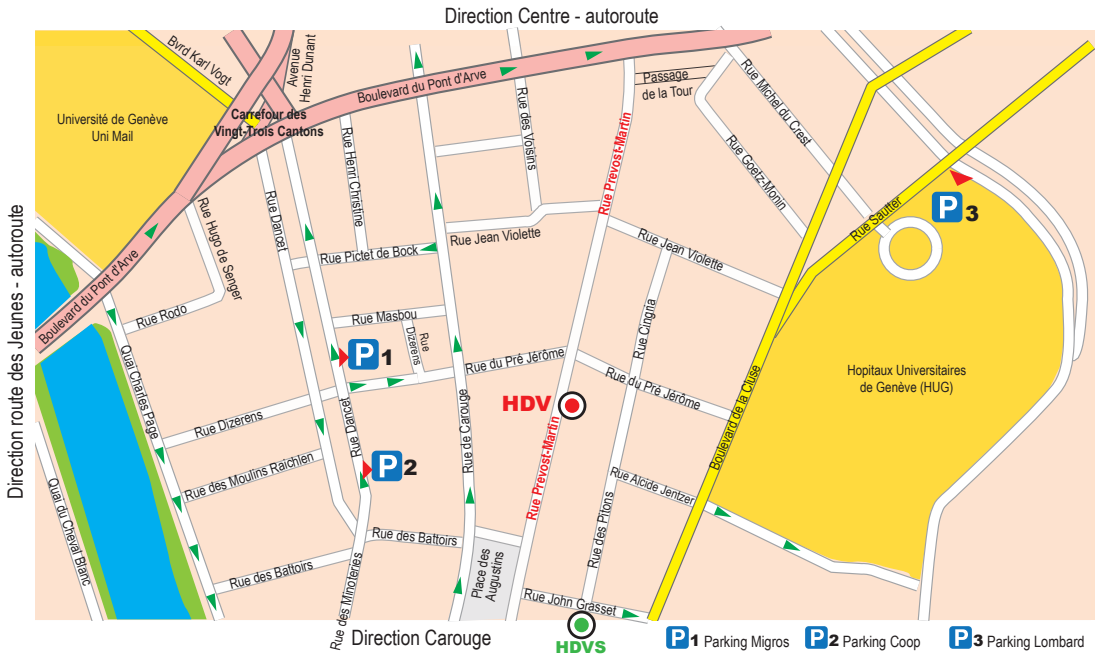 Direction Centre - autoroute
Bvrd Karl Vogt
Avenue
Henri Dunant
Boulevard du Pont d'Arve
Université de Genève
Uni Mail
Carrefour des
Vingt-Trois Cantons
Passage
de la Tour
Rue Michel du Crest
Rue des Voisins
Rue Prevost-Martin
Rue Goetz-Monin
Rue Henri Christine
Rue Dancet
Rue Hugo de Senger
P 3
Rue Sautter
Rue Jean Violette
Rue Jean Violette
Rue Pictet de Bock
Boulevard du Pont d'Arve
Direction route des Jeunes - autoroute
Rue Rodo
Rue Masbou
Rue
Dizerens
Rue Cingria
P 1
Rue du Pré Jérôme
Rue du Pré Jérôme
Hopitaux Universitaires
de Genève (HUG)
Quai Charles Page
HDV
Rue Dizerens
Rue Dancet
Rue de Carouge
Boulevard de la Cluse
Rue Prevost-Martin
P 2
Rue des Moulins Raichlen
Rue Alcide Jentzer
Quai du Cheval Blanc
Rue des Pitons
Rue des Battoirs
Rue des Battoirs
Place des
Augustins
Rue des Minoteries
Rue John Grasset
Direction Carouge
HDVS
P 1 Parking Migros
P 2 Parking Coop
P 3 Parking Lombard